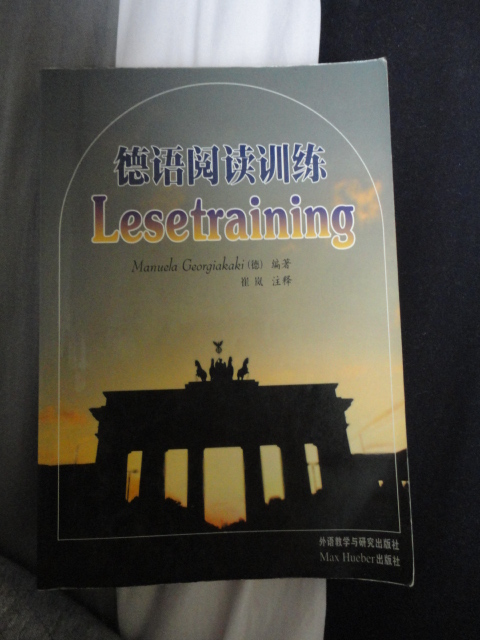 德语阅读训练
Lesetraining
Manuela Georgiakaki (德) 编著
崔岚 注释
外语教学与研究出版社
Max Hueber出版社